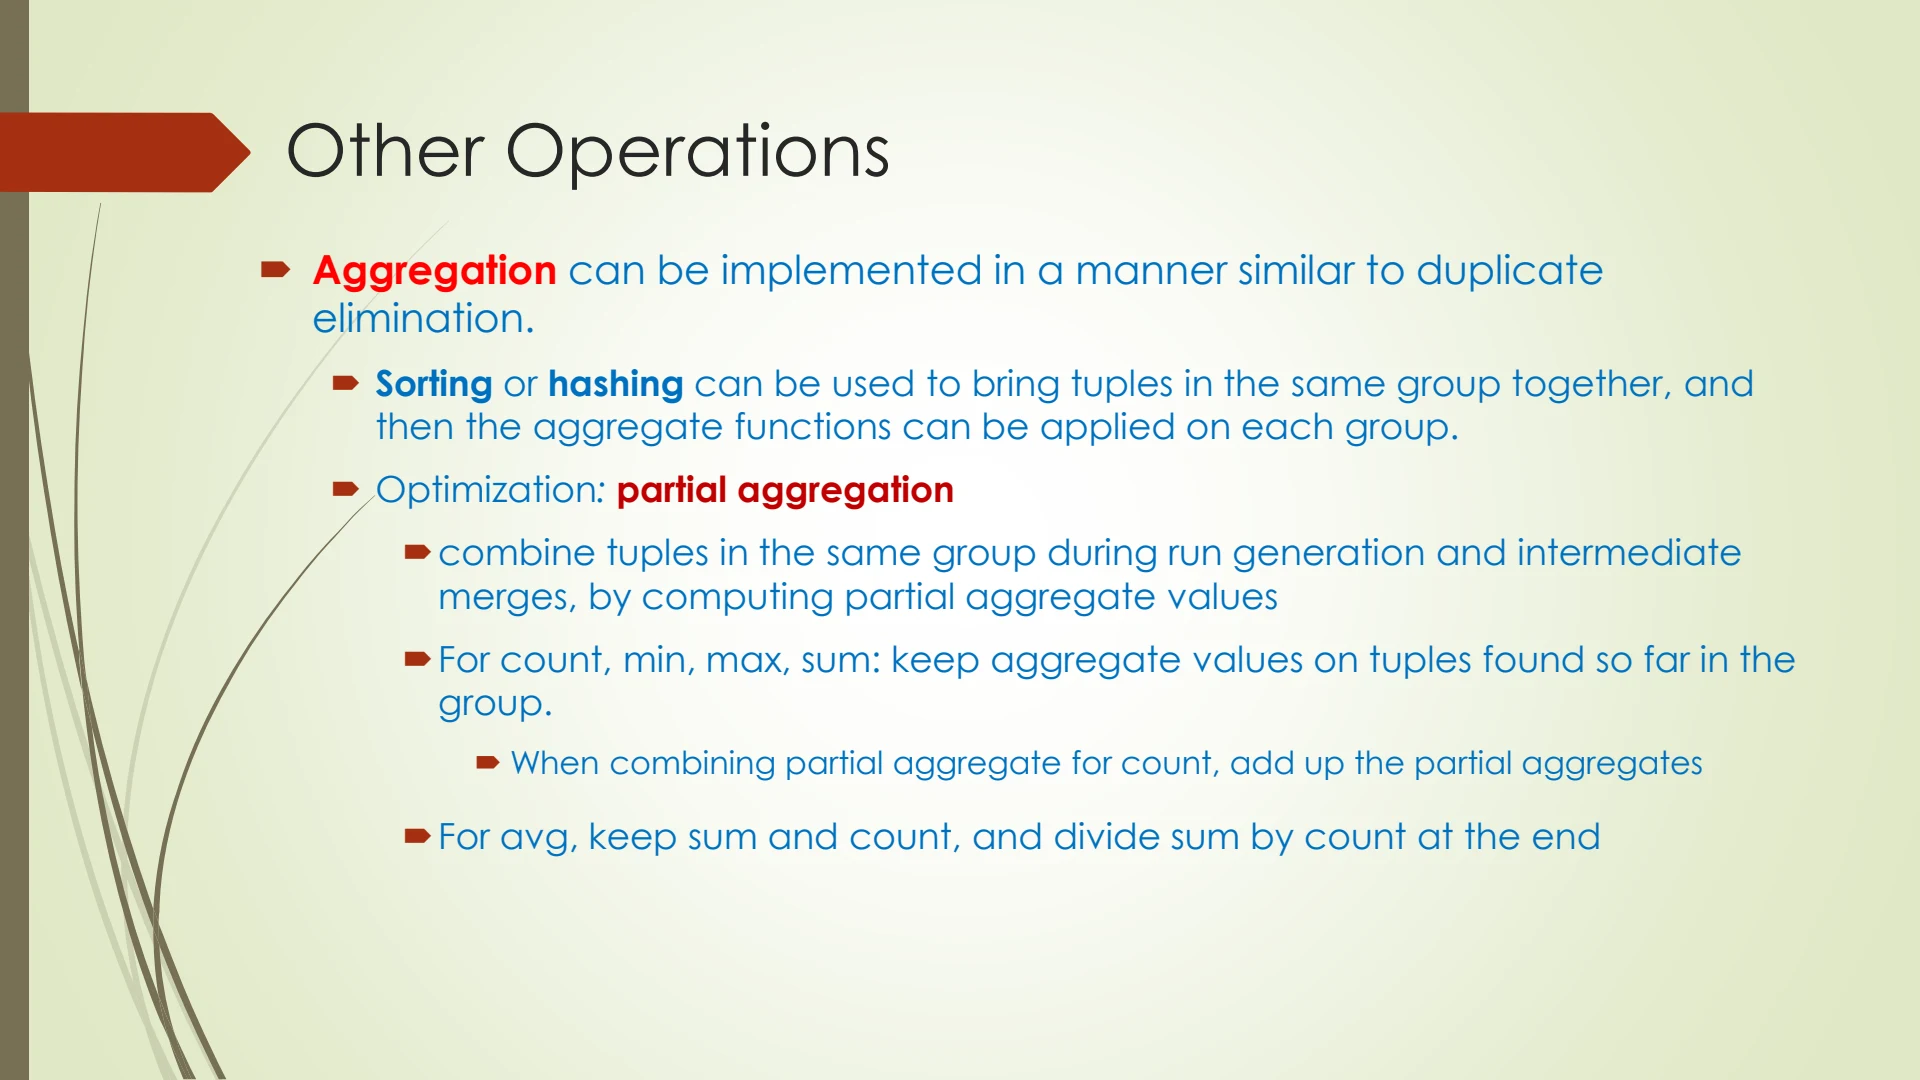 Other Operations
Aggregation can be implemented in a manner similar to duplicate
elimination.
Sorting or hashing can be used to bring tuples in the same group together, and
then the aggregate functions can be applied on each group.
Optimization: partial aggregation
combine tuples in the same group during run generation and intermediate
merges, by computing partial aggregate values
For count, min, max, sum: keep aggregate values on tuples found so far in the
group.
When combining partial aggregate for count, add up the partial aggregates
For avg, keep sum and count, and divide sum by count at the end